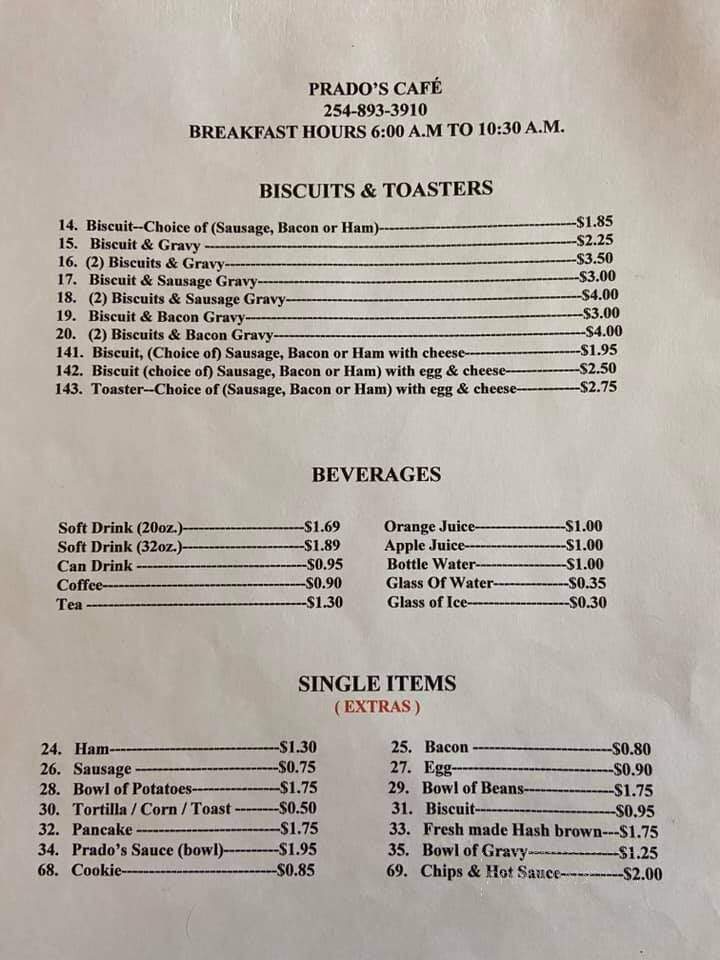 PRADO'S CAFÉ
254-893-3910
BREAKFAST HOURS 6:00 A.M TO 10:30 A.M.
BISCUITS & TOASTERS
14. Biscuit--Choice of (Sausage, Bacon or Ham)---$1.85
15. Biscuit & Gravy ---$2.25
16. (2) Biscuits & Gravy---$3.50
17. Biscuit & Sausage Gravy---$3.00
18. (2) Biscuits & Sausage Gravy---$4.00
19. Biscuit & Bacon Gravy---$3.00
20. (2) Biscuits & Bacon Gravy---$4.00
141. Biscuit, (Choice of) Sausage, Bacon or Ham with cheese---$1.95
142. Biscuit (choice of) Sausage, Bacon or Ham) with egg & cheese---$2.50
143. Toaster--Choice of (Sausage, Bacon or Ham) with egg & cheese---$2.75
BEVERAGES
Soft Drink (20oz.)---$1.69
Soft Drink (32oz.)---$1.89
Can Drink ---$0.95
Coffee---$0.90
Tea ---$1.30
Orange Juice---$1.00
Apple Juice---$1.00
Bottle Water---$1.00
Glass Of Water---$0.35
Glass of Ice---$0.30
SINGLE ITEMS
( EXTRAS )
24. Ham---$1.30
26. Sausage ---$0.75
28. Bowl of Potatoes---$1.75
30. Tortilla / Corn / Toast ---$0.50
32. Pancake ---$1.75
34. Prado's Sauce (bowl)---$1.95
68. Cookie---$0.85
25. Bacon ---$0.80
27. Egg---$0.90
29. Bowl of Beans---$1.75
31. Biscuit---$0.95
33. Fresh made Hash brown---$1.75
35. Bowl of Gravy---$1.25
69. Chips & Hot Sauce---$2.00